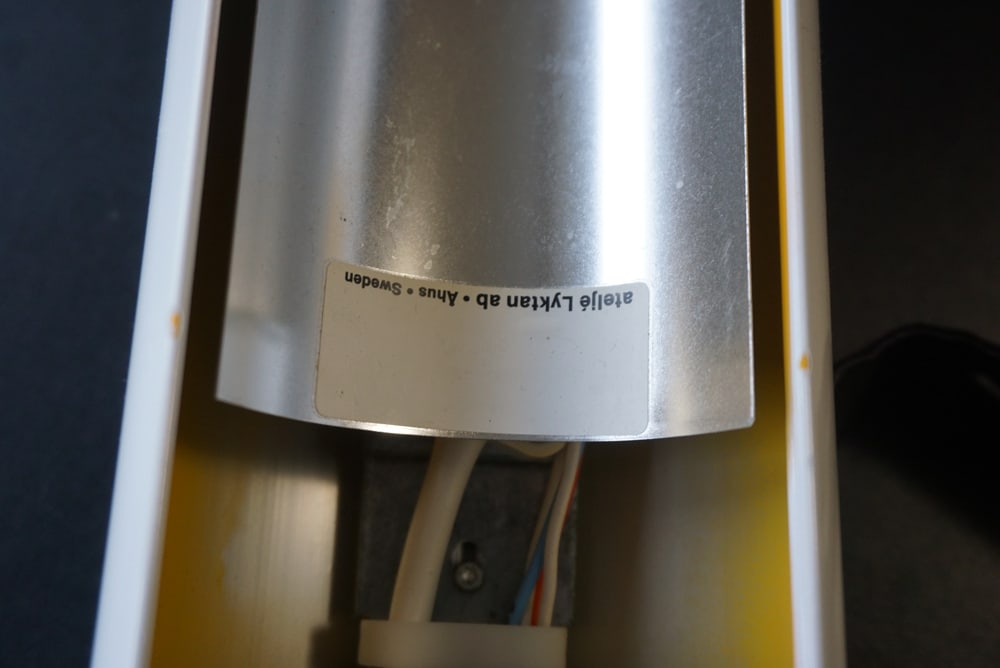 ateljé Lyktan ab • Åhus • Sweden